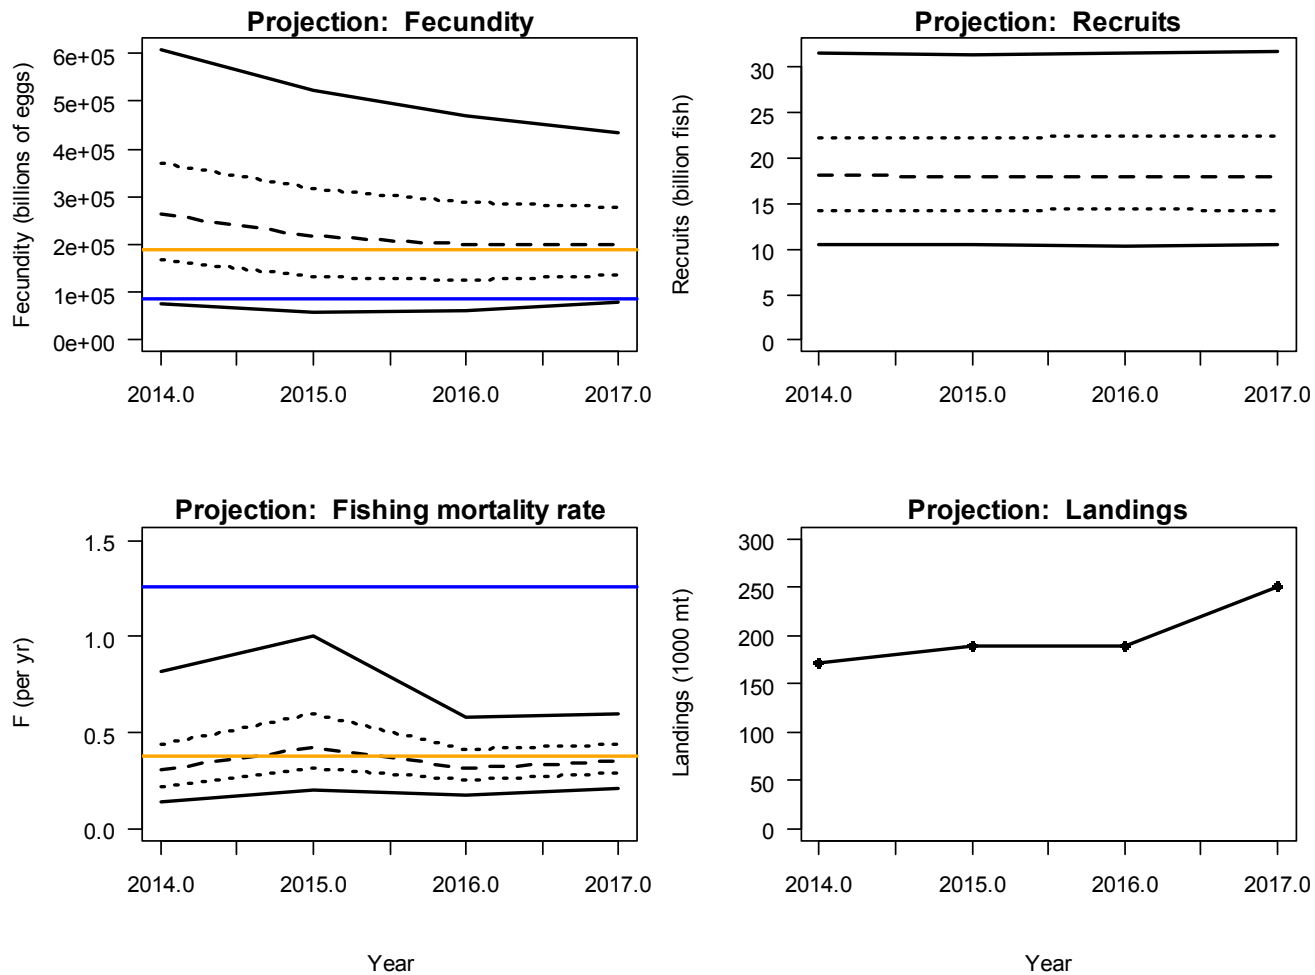 Projection: Fecundity
Fecundity (billions of eggs)
6e+05
5e+05
4e+05
3e+05
2e+05
1e+05
0e+00
2014.0 2015.0 2016.0 2017.0
Projection: Recruits
Recruits (billion fish)
30
25
20
15
10
5
0
2014.0 2015.0 2016.0 2017.0
Projection: Fishing mortality rate
F (per yr)
1.5
1.0
0.5
0.0
2014.0 2015.0 2016.0 2017.0
Year
Projection: Landings
Landings (1000 mt)
300
250
200
150
100
50
0
2014.0 2015.0 2016.0 2017.0
Year